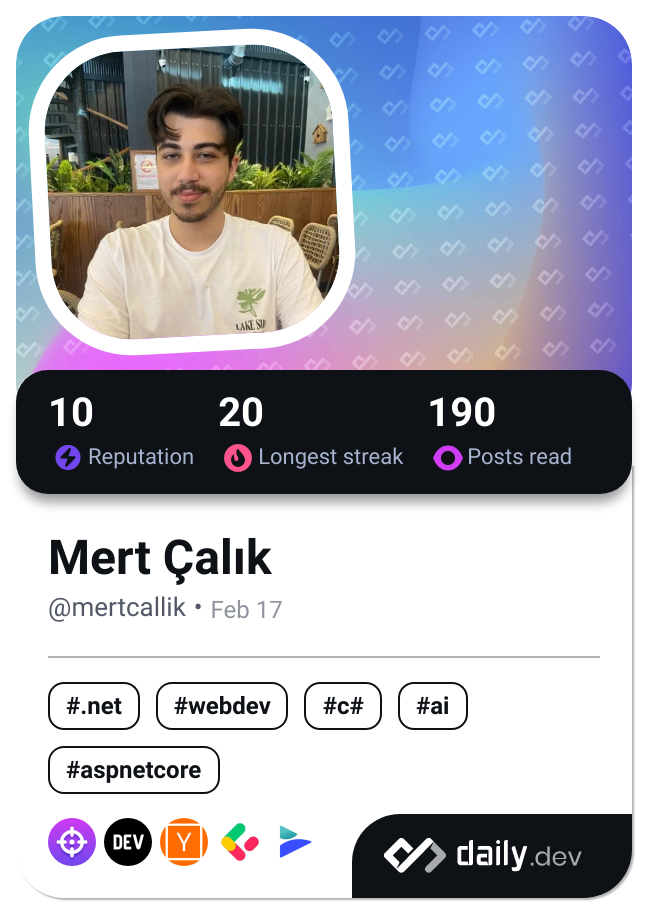 LAKE
10 20 190
Reputation Longest streak Posts read
Mert Çalık
@mertcallik • Feb 17
#.net #webdev #c# #ai
#aspnetcore
DEV Y
daily.dev